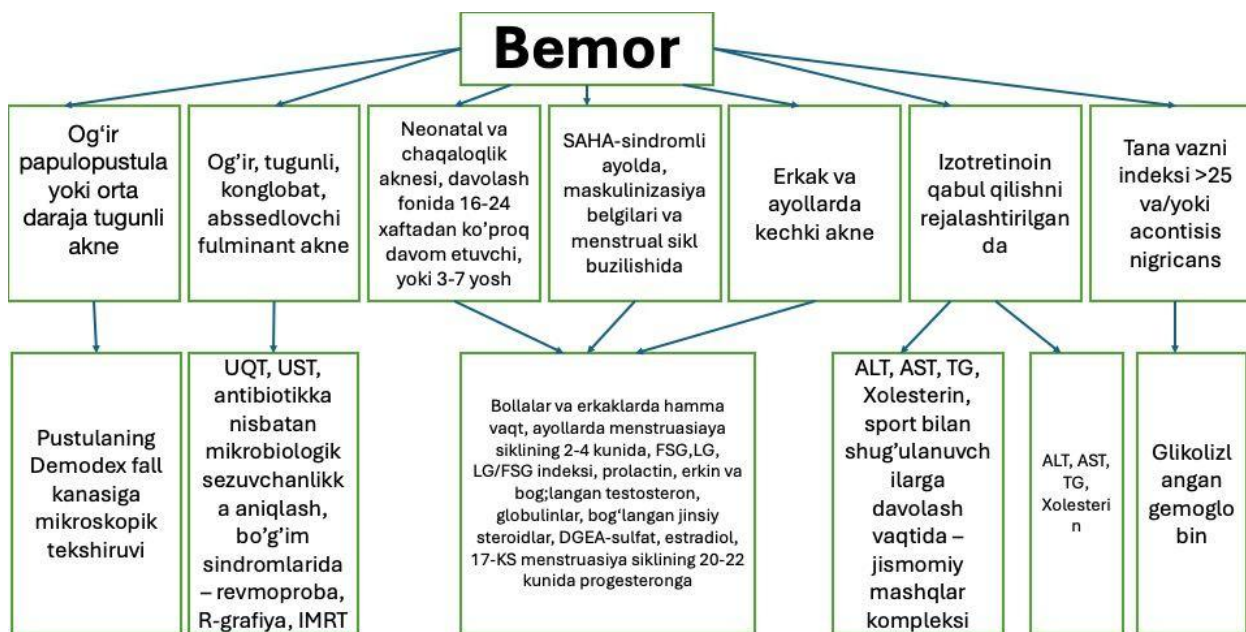 Bemor
Og‘ir
papulopustula
yoki orta
daraja tugunli
akne
Og’ir, tugunli,
konglobat,
abssedlovchi
fulminant akne
Neonatal va
chaqaloqlik
aknesi, davolash
fonida 16-24
xaftadan ko’proq
davom etuvchi,
yoki 3-7 yosh
SAHA-sindromli
ayolda,
maskulinizasiya
belgilari va
menstrual sikl
buzilishida
Erkak va
ayollarda
kechki akne
Izotretinoin
qabul qilishni
rejalashtirilgan
da
Tana vazni
indeksi >25
va/yoki
acontisis
nigricans
Pustulaning
Demodex fall
kanasiga
mikroskopik
tekshiruvi
UQT, UST,
antibiotikka
nisbatan
mikrobiologik
sezuvchanlikk
a aniqlash,
bo’g’im
sindromlarida
– revmoproba,
R-grafiya, IMRT
Bollalar va erkaklarda hamma
vaqt, ayollarda menstruasiaya
siklining 2-4 kunida, FSG,LG,
LG/FSG indeksi, prolactin, erkin va
bog;langan testosteron,
globulinlar, bog‘langan jinsiy
steroidlar, DGEA-sulfat, estradiol,
17-KS menstruasiya siklining 20-22
kunida progesteronga
ALT, AST, TG,
Xolesterin,
sport bilan
shug’ulanuvch
ilarga
davolash
vaqtida –
jismomiy
mashqlar
kompleksi
ALT, AST,
TG,
Xolesteri
n
Glikolizl
angan
gemoglo
bin